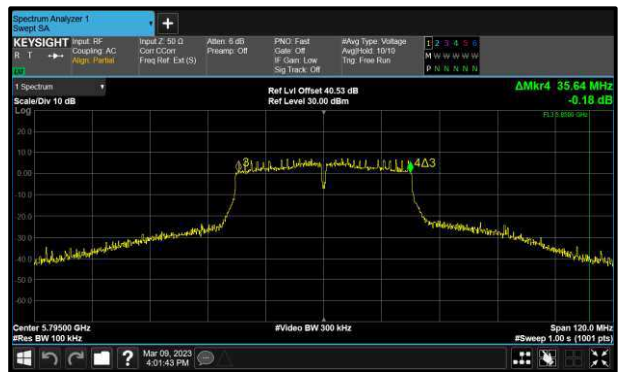 Spectrum Analyzer 1
Swept SA
+
KEYSIGHT
R T
Input: RF
Coupling: AC
Align: Partial
Input Z: 50 Ω
Corr CCorr
Freq Ref: Ext (S)
Atten: 6 dB
Preamp: Off
PNO: Fast
Gate: Off
IF Gain: Low
Sig Track: Off
#Avg Type: Voltage
Avg|Hold: 10/10
Trig: Free Run
1 2 3 4 5 6
M W W W W W
P N N N N N
1 Spectrum
Scale/Div 10 dB
Ref Lvl Offset 40.53 dB
Ref Level 30.00 dBm
ΔMkr4 35.64 MHz
-0.18 dB
Log
20.0
10.0
0.00
-10.0
-20.0
-30.0
-40.0
-50.0
-60.0
3
4Δ3
Center 5.79500 GHz
#Res BW 100 kHz
#Video BW 300 kHz
Span 120.0 MHz
#Sweep 1.00 s (1001 pts)
?
Mar 09, 2023
4:01:43 PM